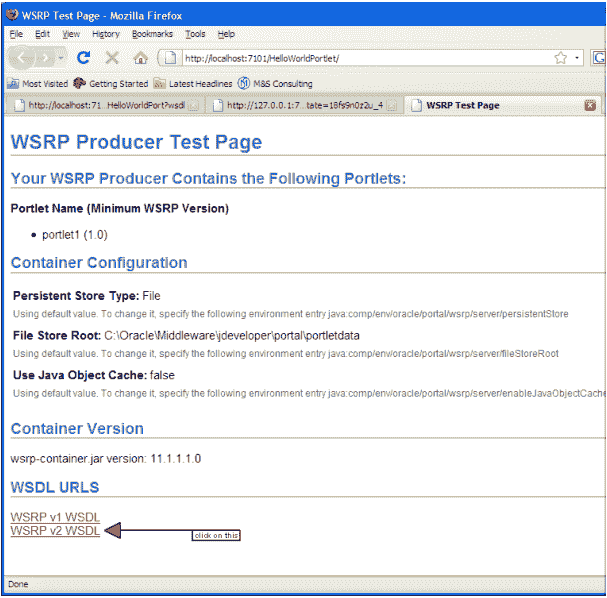 WSRP Test Page - Mozilla Firefox
File Edit View History Bookmarks Tools Help
http://localhost:7101/HelloWorldPortlet/
Most Visited Getting Started Latest Headlines M&S Consulting
http://localhost:71..HelloWorldPort?wsdl http://127.0.0.1:7...tate=18fs9n0z2u_4 WSRP Test Page
WSRP Producer Test Page
Your WSRP Producer Contains the Following Portlets:
Portlet Name (Minimum WSRP Version)
• portlet1 (1.0)
Container Configuration
Persistent Store Type: File
Using default value. To change it, specify the following environment entry java:comp/env/oracle/portal/wsrp/server/persistentStore
File Store Root: C:\Oracle\Middleware\jdeveloper\portal\portletdata
Using default value. To change it, specify the following environment entry java:comp/env/oracle/portal/wsrp/server/fileStoreRoot
Use Java Object Cache: false
Using default value. To change it, specify the following environment entry java:comp/env/oracle/portal/wsrp/server/enableJavaObjectCache
Container Version
wsrp-container.jar version: 11.1.1.1.0
WSDL URLS
WSRP v1 WSDL
WSRP v2 WSDL click on this
Done